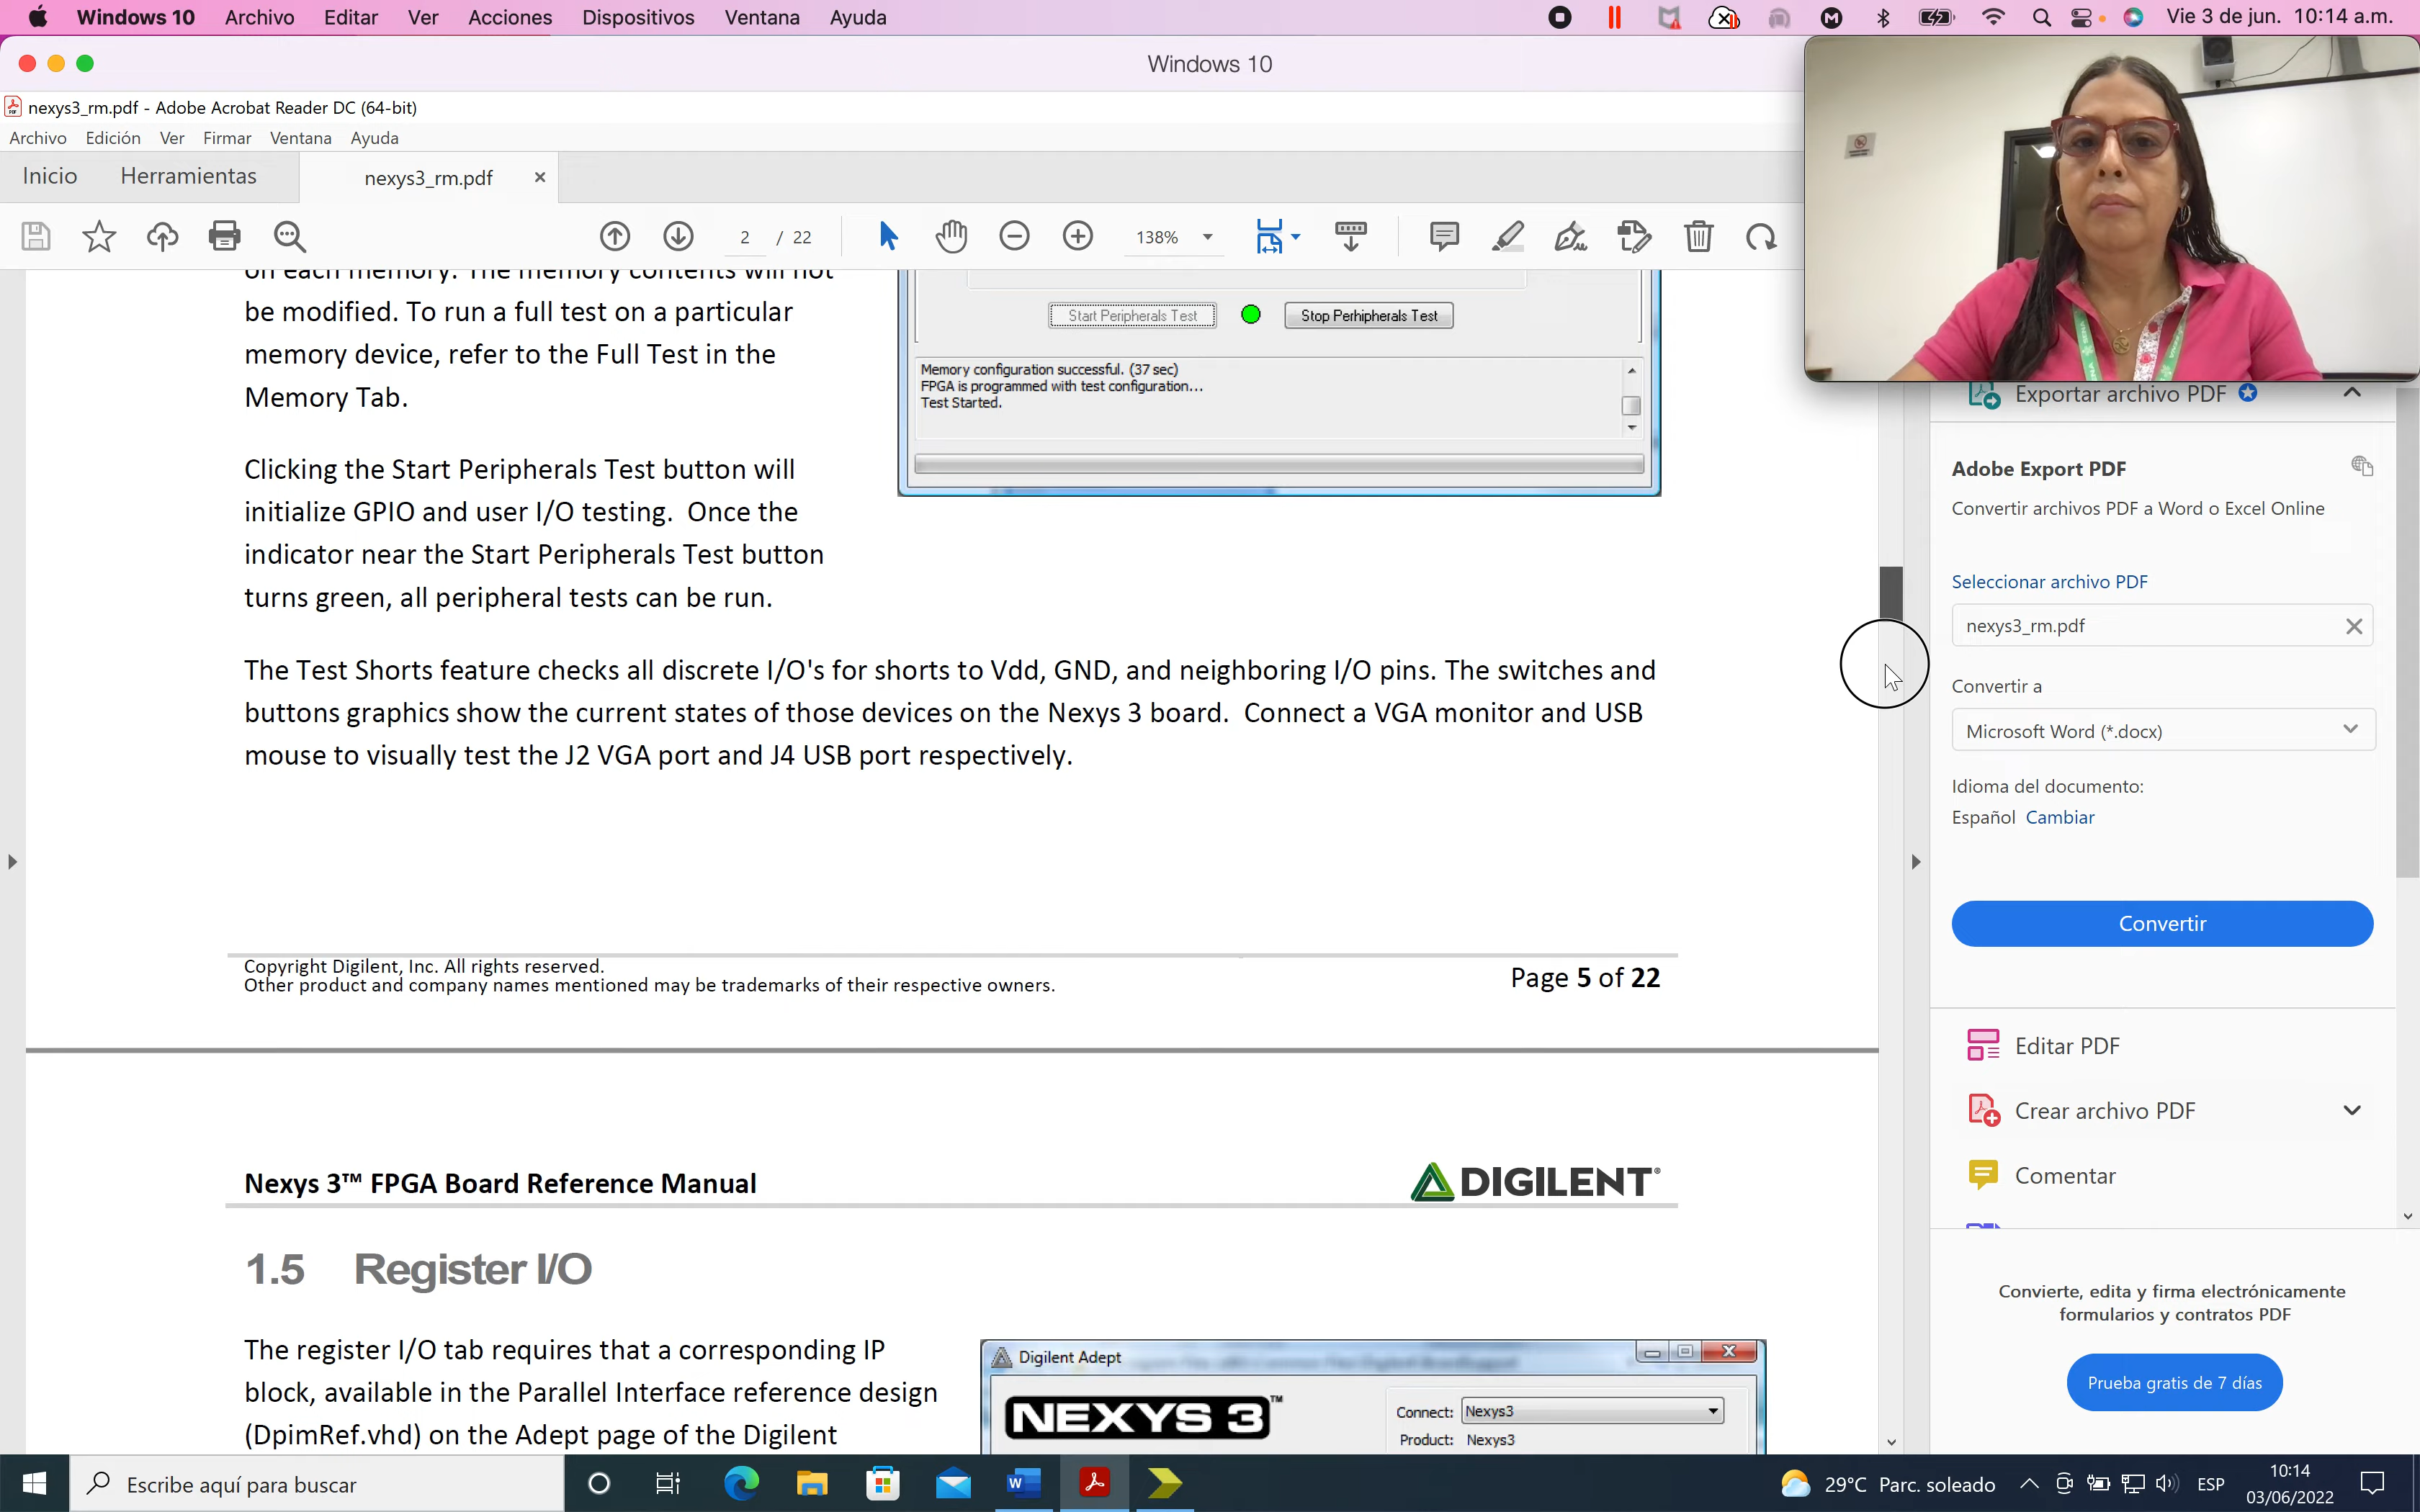 Windows 10 Archivo Editar Ver Acciones Dispositivos Ventana Ayuda Vie 3 de jun. 10:14 a.m.
Windows 10
nexys3_rm.pdf - Adobe Acrobat Reader DC (64-bit)
Archivo Edición Ver Firmar Ventana Ayuda
Inicio Herramientas nexys3_rm.pdf
2 / 22 138%
on each memory. The memory contents will not
be modified. To run a full test on a particular
memory device, refer to the Full Test in the
Memory Tab.
Start Peripherals Test Stop Perhipherals Test
Memory configuration successful. (37 sec)
FPGA is programmed with test configuration...
Test Started.
Clicking the Start Peripherals Test button will
initialize GPIO and user I/O testing. Once the
indicator near the Start Peripherals Test button
turns green, all peripheral tests can be run.
The Test Shorts feature checks all discrete I/O's for shorts to Vdd, GND, and neighboring I/O pins. The switches and
buttons graphics show the current states of those devices on the Nexys 3 board. Connect a VGA monitor and USB
mouse to visually test the J2 VGA port and J4 USB port respectively.
Copyright Digilent, Inc. All rights reserved.
Other product and company names mentioned may be trademarks of their respective owners.
Page 5 of 22
Nexys 3™ FPGA Board Reference Manual
DIGILENT®
1.5 Register I/O
The register I/O tab requires that a corresponding IP
block, available in the Parallel Interface reference design
(DpimRef.vhd) on the Adept page of the Digilent
Digilent Adept
NEXYS 3™
Connect: Nexys3
Product: Nexys3
Exportar archivo PDF
Adobe Export PDF
Convertir archivos PDF a Word o Excel Online
Seleccionar archivo PDF
nexys3_rm.pdf
Convertir a
Microsoft Word (*.docx)
Idioma del documento:
Español Cambiar
Convertir
Editar PDF
Crear archivo PDF
Comentar
Convierte, edita y firma electrónicamente
formularios y contratos PDF
Prueba gratis de 7 días
Escribe aquí para buscar
29°C Parc. soleado
ESP
10:14
03/06/2022